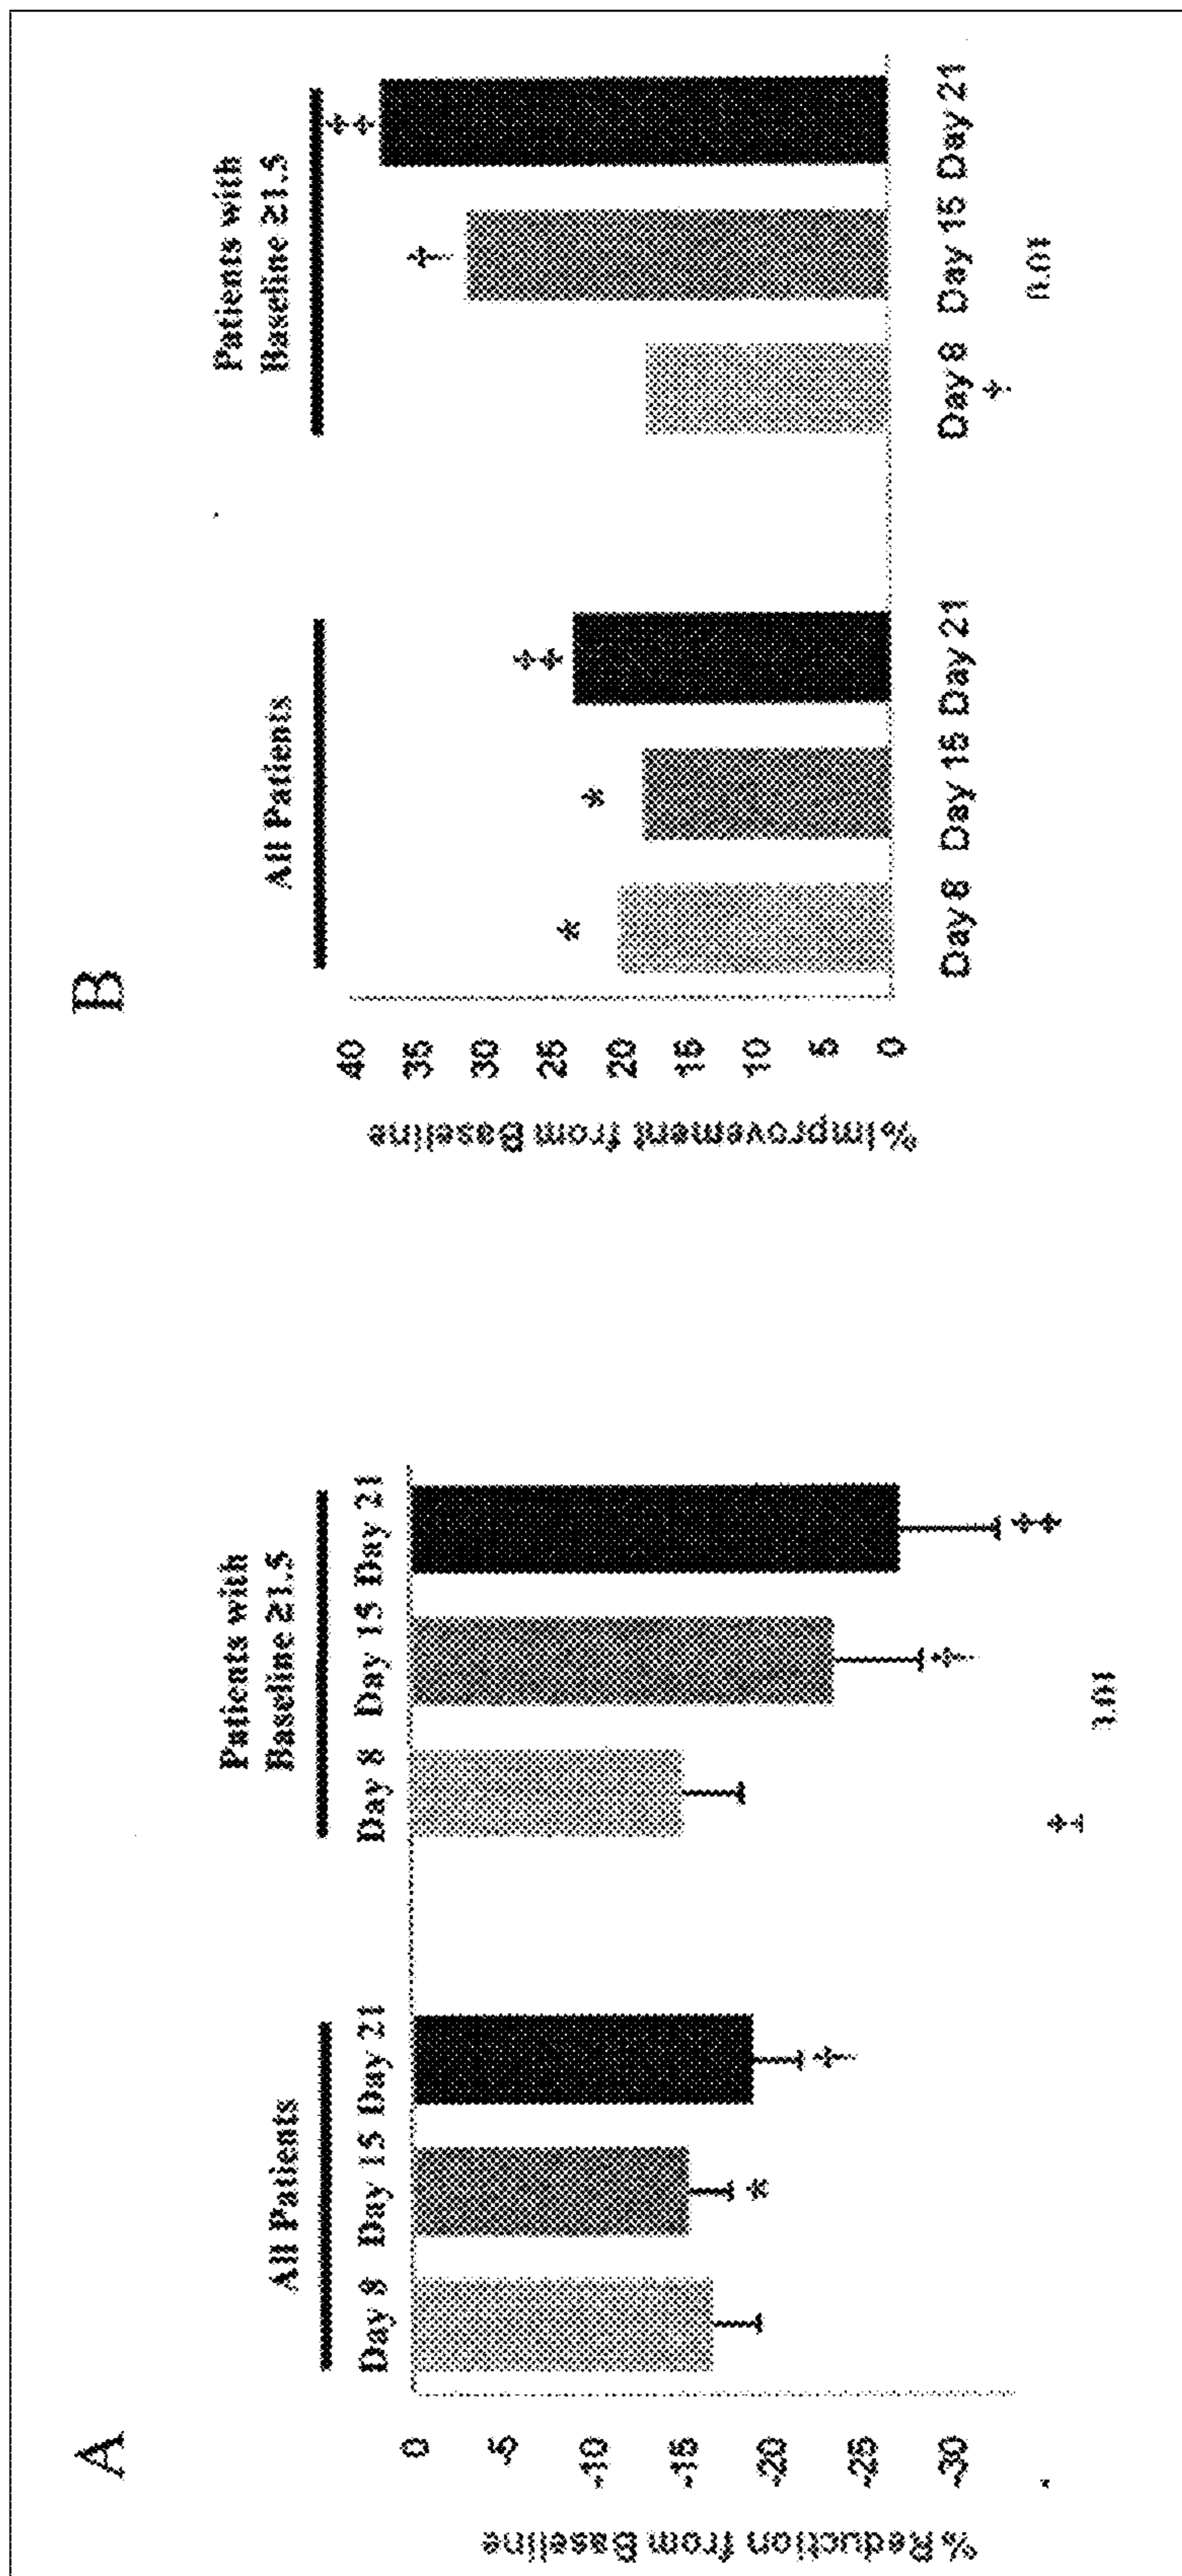 A
All Patients
Patients with
Baseline ≥1.5
Day 8 Day 15 Day 21
Day 8 Day 15 Day 21
% Reduction from Baseline
0
-5
-10
-15
-20
-25
-30
*
‡
‡
‡‡
B
All Patients
Patients with
Baseline ≥1.5
% Improvement from Baseline
40
35
30
25
20
15
10
5
0
*
*
‡‡
‡
‡‡
Day 8 Day 15 Day 21
Day 8 Day 15 Day 21
‡